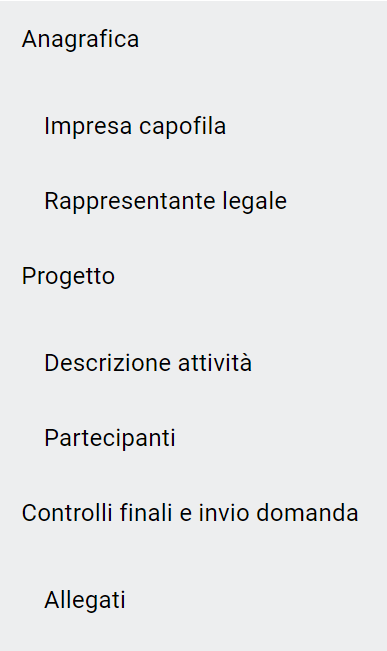 Anagrafica
Impresa capofila
Rappresentante legale
Progetto
Descrizione attività
Partecipanti
Controlli finali e invio domanda
Allegati